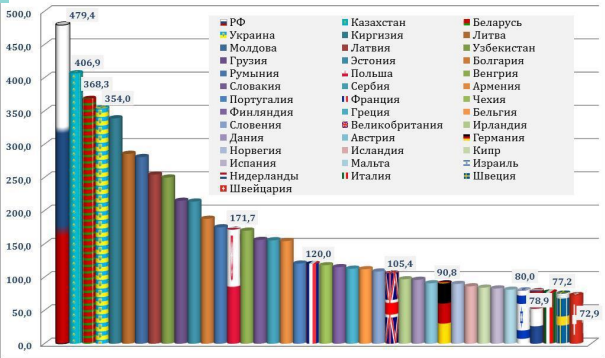 500,0
450,0
400,0
350,0
300,0
250,0
200,0
150,0
100,0
50,0
0,0
479,4
406,9
368,3
354,0
171,7
120,0
105,4
90,8
80,0
78,9
77,2
72,9
РФ Казахстан Беларусь
Украина Киргизия Литва
Молдова Латвия Узбекистан
Грузия Эстония Болгария
Румыния Польша Венгрия
Словакия Сербия Армения
Португалия Франция Чехия
Финляндия Греция Бельгия
Словения Великобритания Ирландия
Дания Австрия Германия
Норвегия Исландия Кипр
Испания Мальта Израиль
Нидерланды Италия Швеция
Швейцария